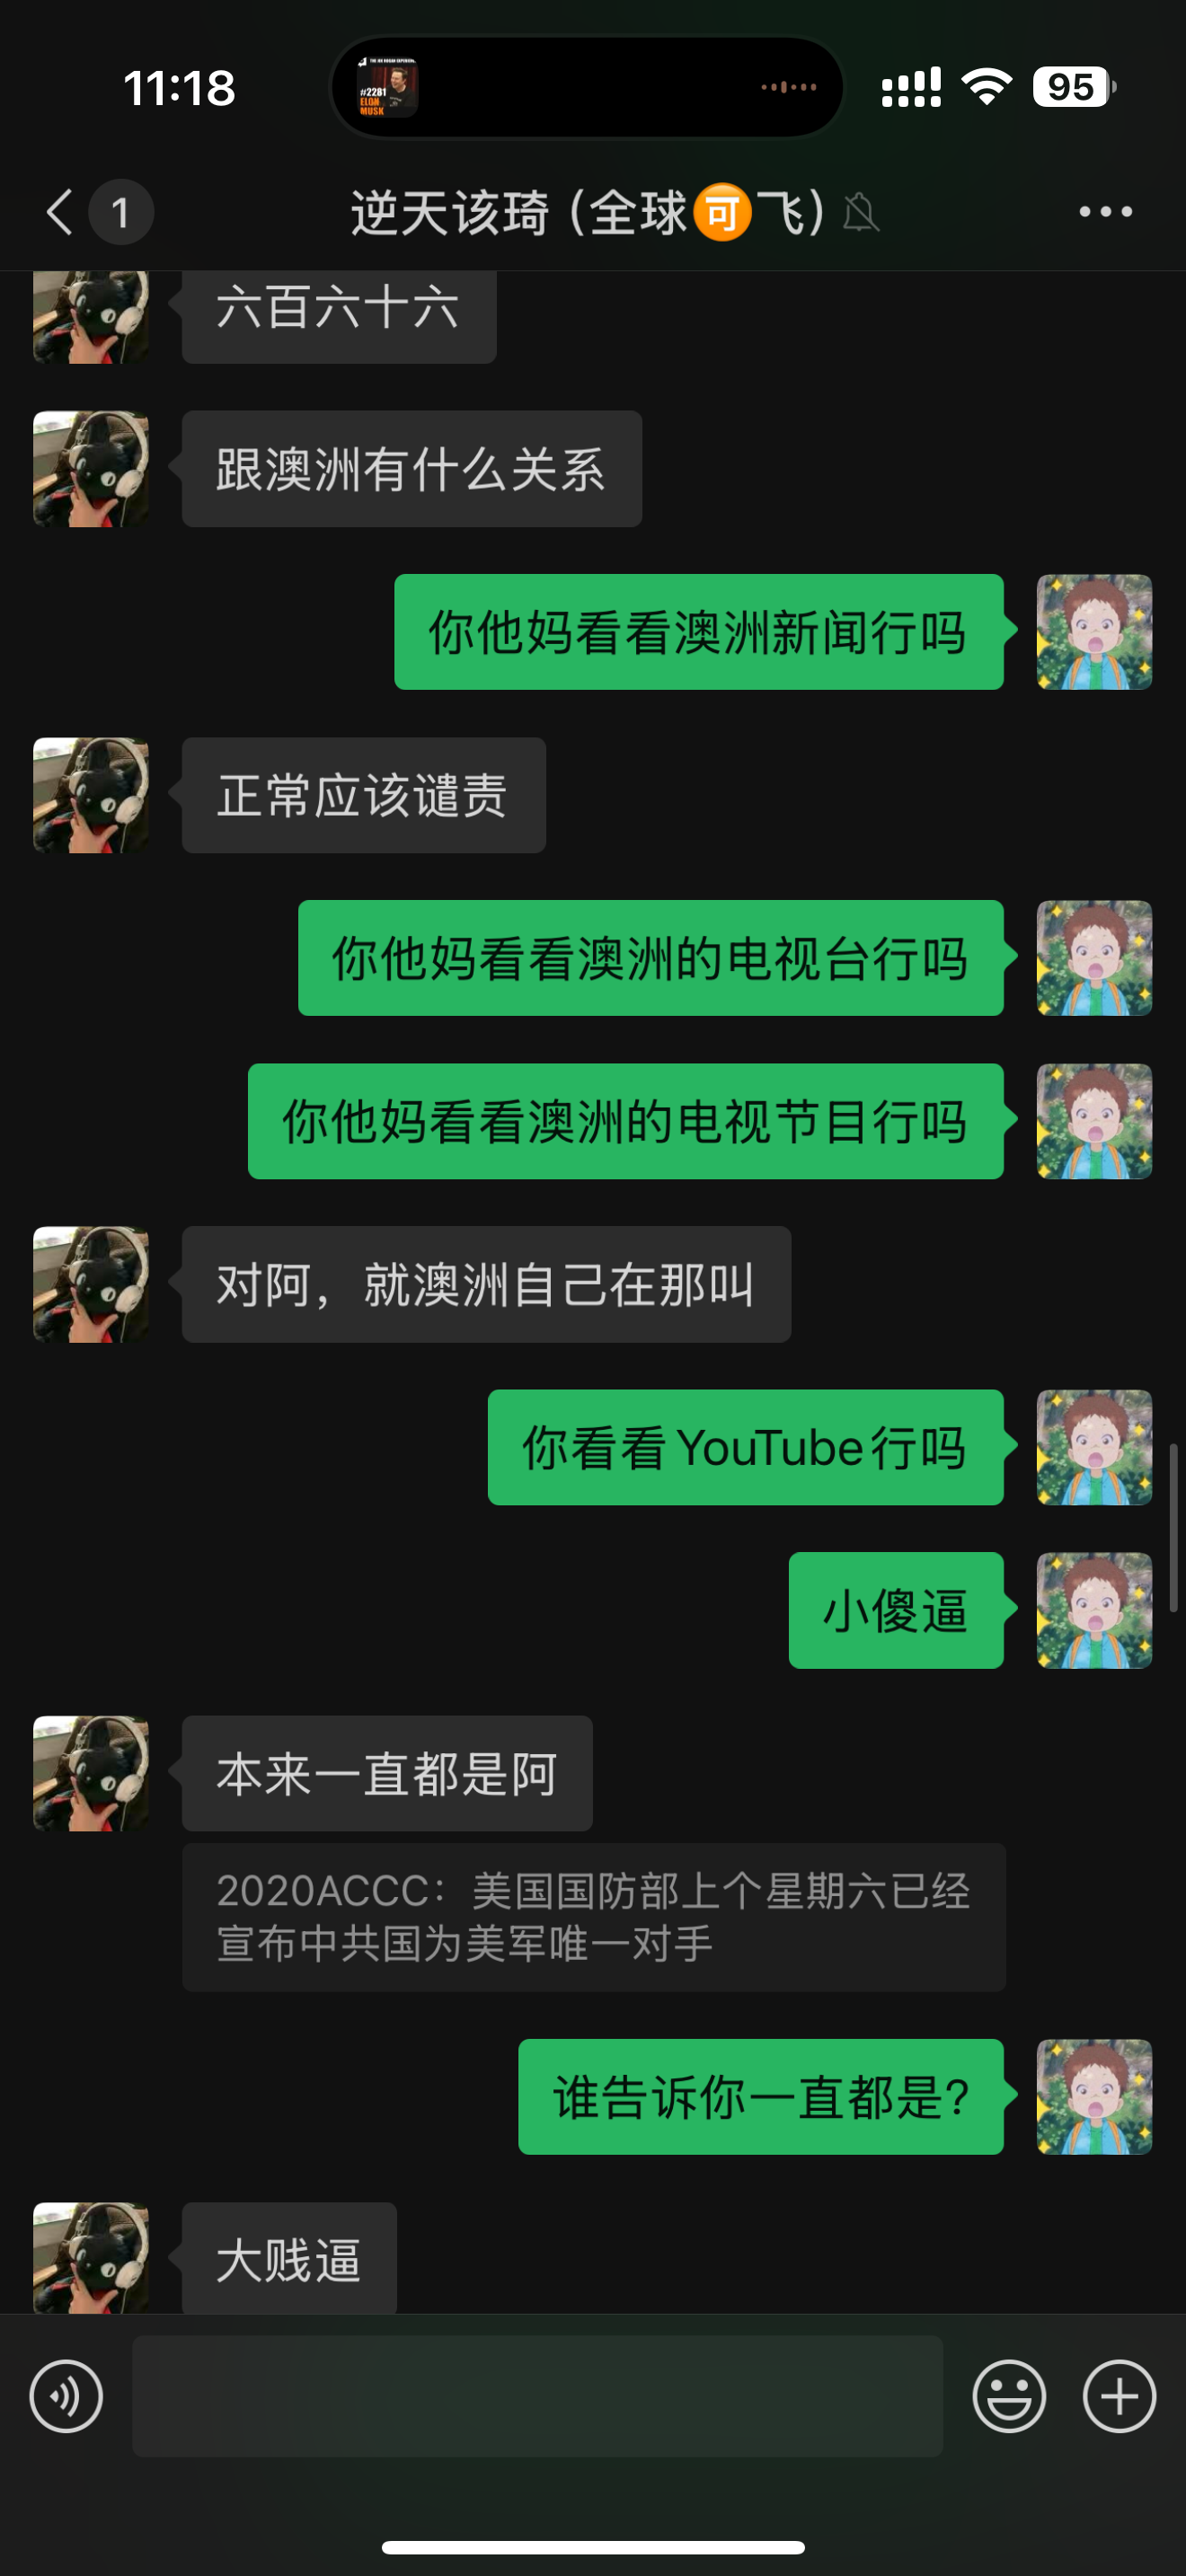 11:18
THE JOE ROGAN EXPERIENCE
#2281
ELON
MUSK
95
1
逆天该琦 (全球🉑飞)
六百六十六
跟澳洲有什么关系
你他妈看看澳洲新闻行吗
正常应该谴责
你他妈看看澳洲的电视台行吗
你他妈看看澳洲的电视节目行吗
对阿，就澳洲自己在那叫
你看看YouTube行吗
小傻逼
本来一直都是阿
2020ACCC：美国国防部上个星期六已经
宣布中共国为美军唯一对手
谁告诉你一直都是?
大贱逼